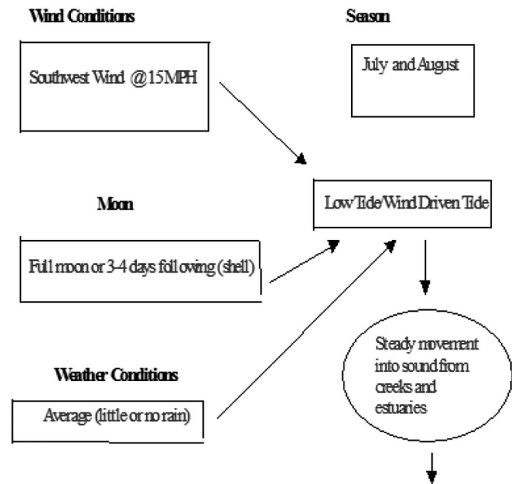 Wind Conditions
Season
Southwest Wind @ 15 MPH
July and August
Moon
Low Tide/Wind Driven Tide
Full moon or 3-4 days following (shell)
Steady movement
into sound from
creeks and
estuaries
Weather Conditions
Average (little or no rain)